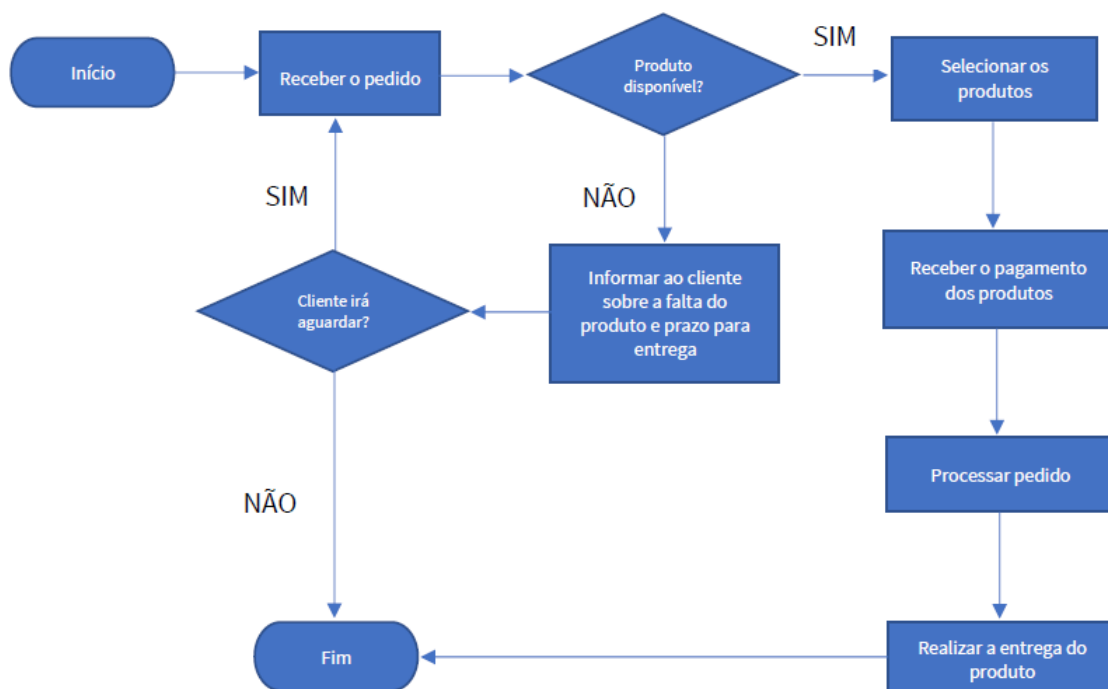 Início
Receber o pedido
Produto
disponível?
SIM
Selecionar os
produtos
NÃO
SIM
Informar ao cliente
sobre a falta do
produto e prazo para
entrega
Cliente irá
aguardar?
Receber o pagamento
dos produtos
Processar pedido
NÃO
Realizar a entrega do
produto
Fim